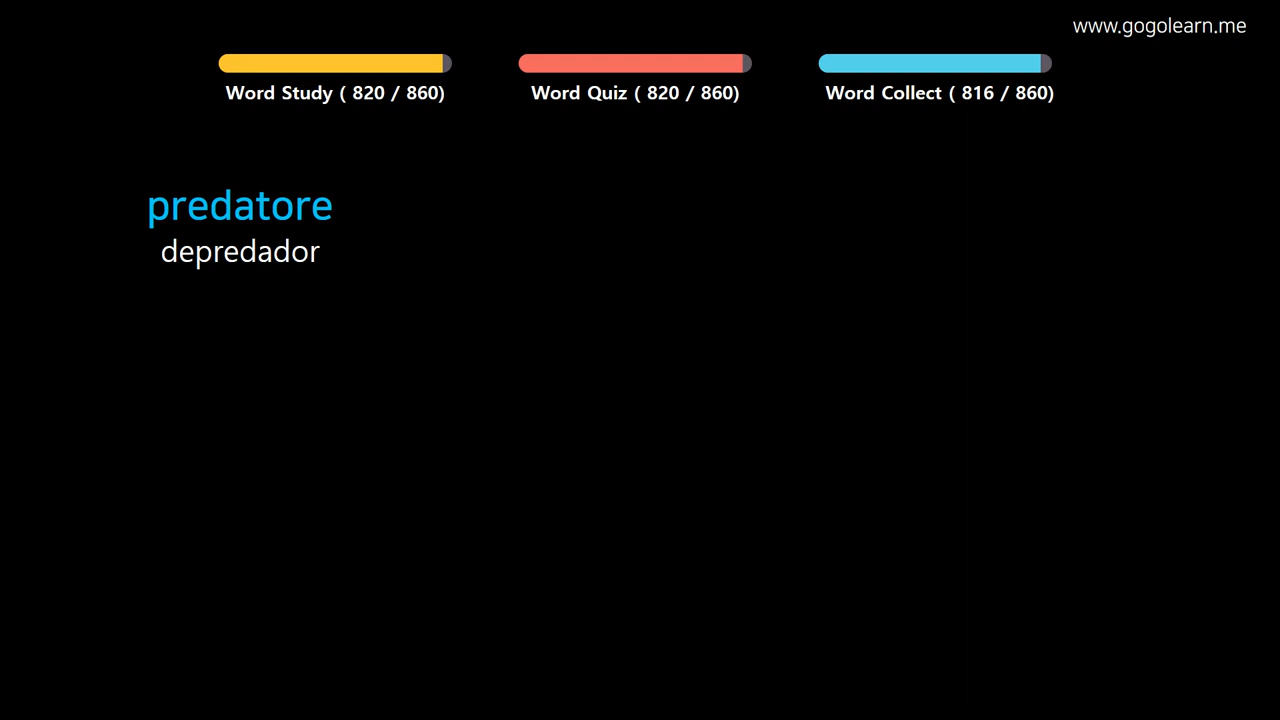 www.gogolearn.me
Word Study ( 820 / 860)
Word Quiz ( 820 / 860)
Word Collect ( 816 / 860)
predatore
depredador